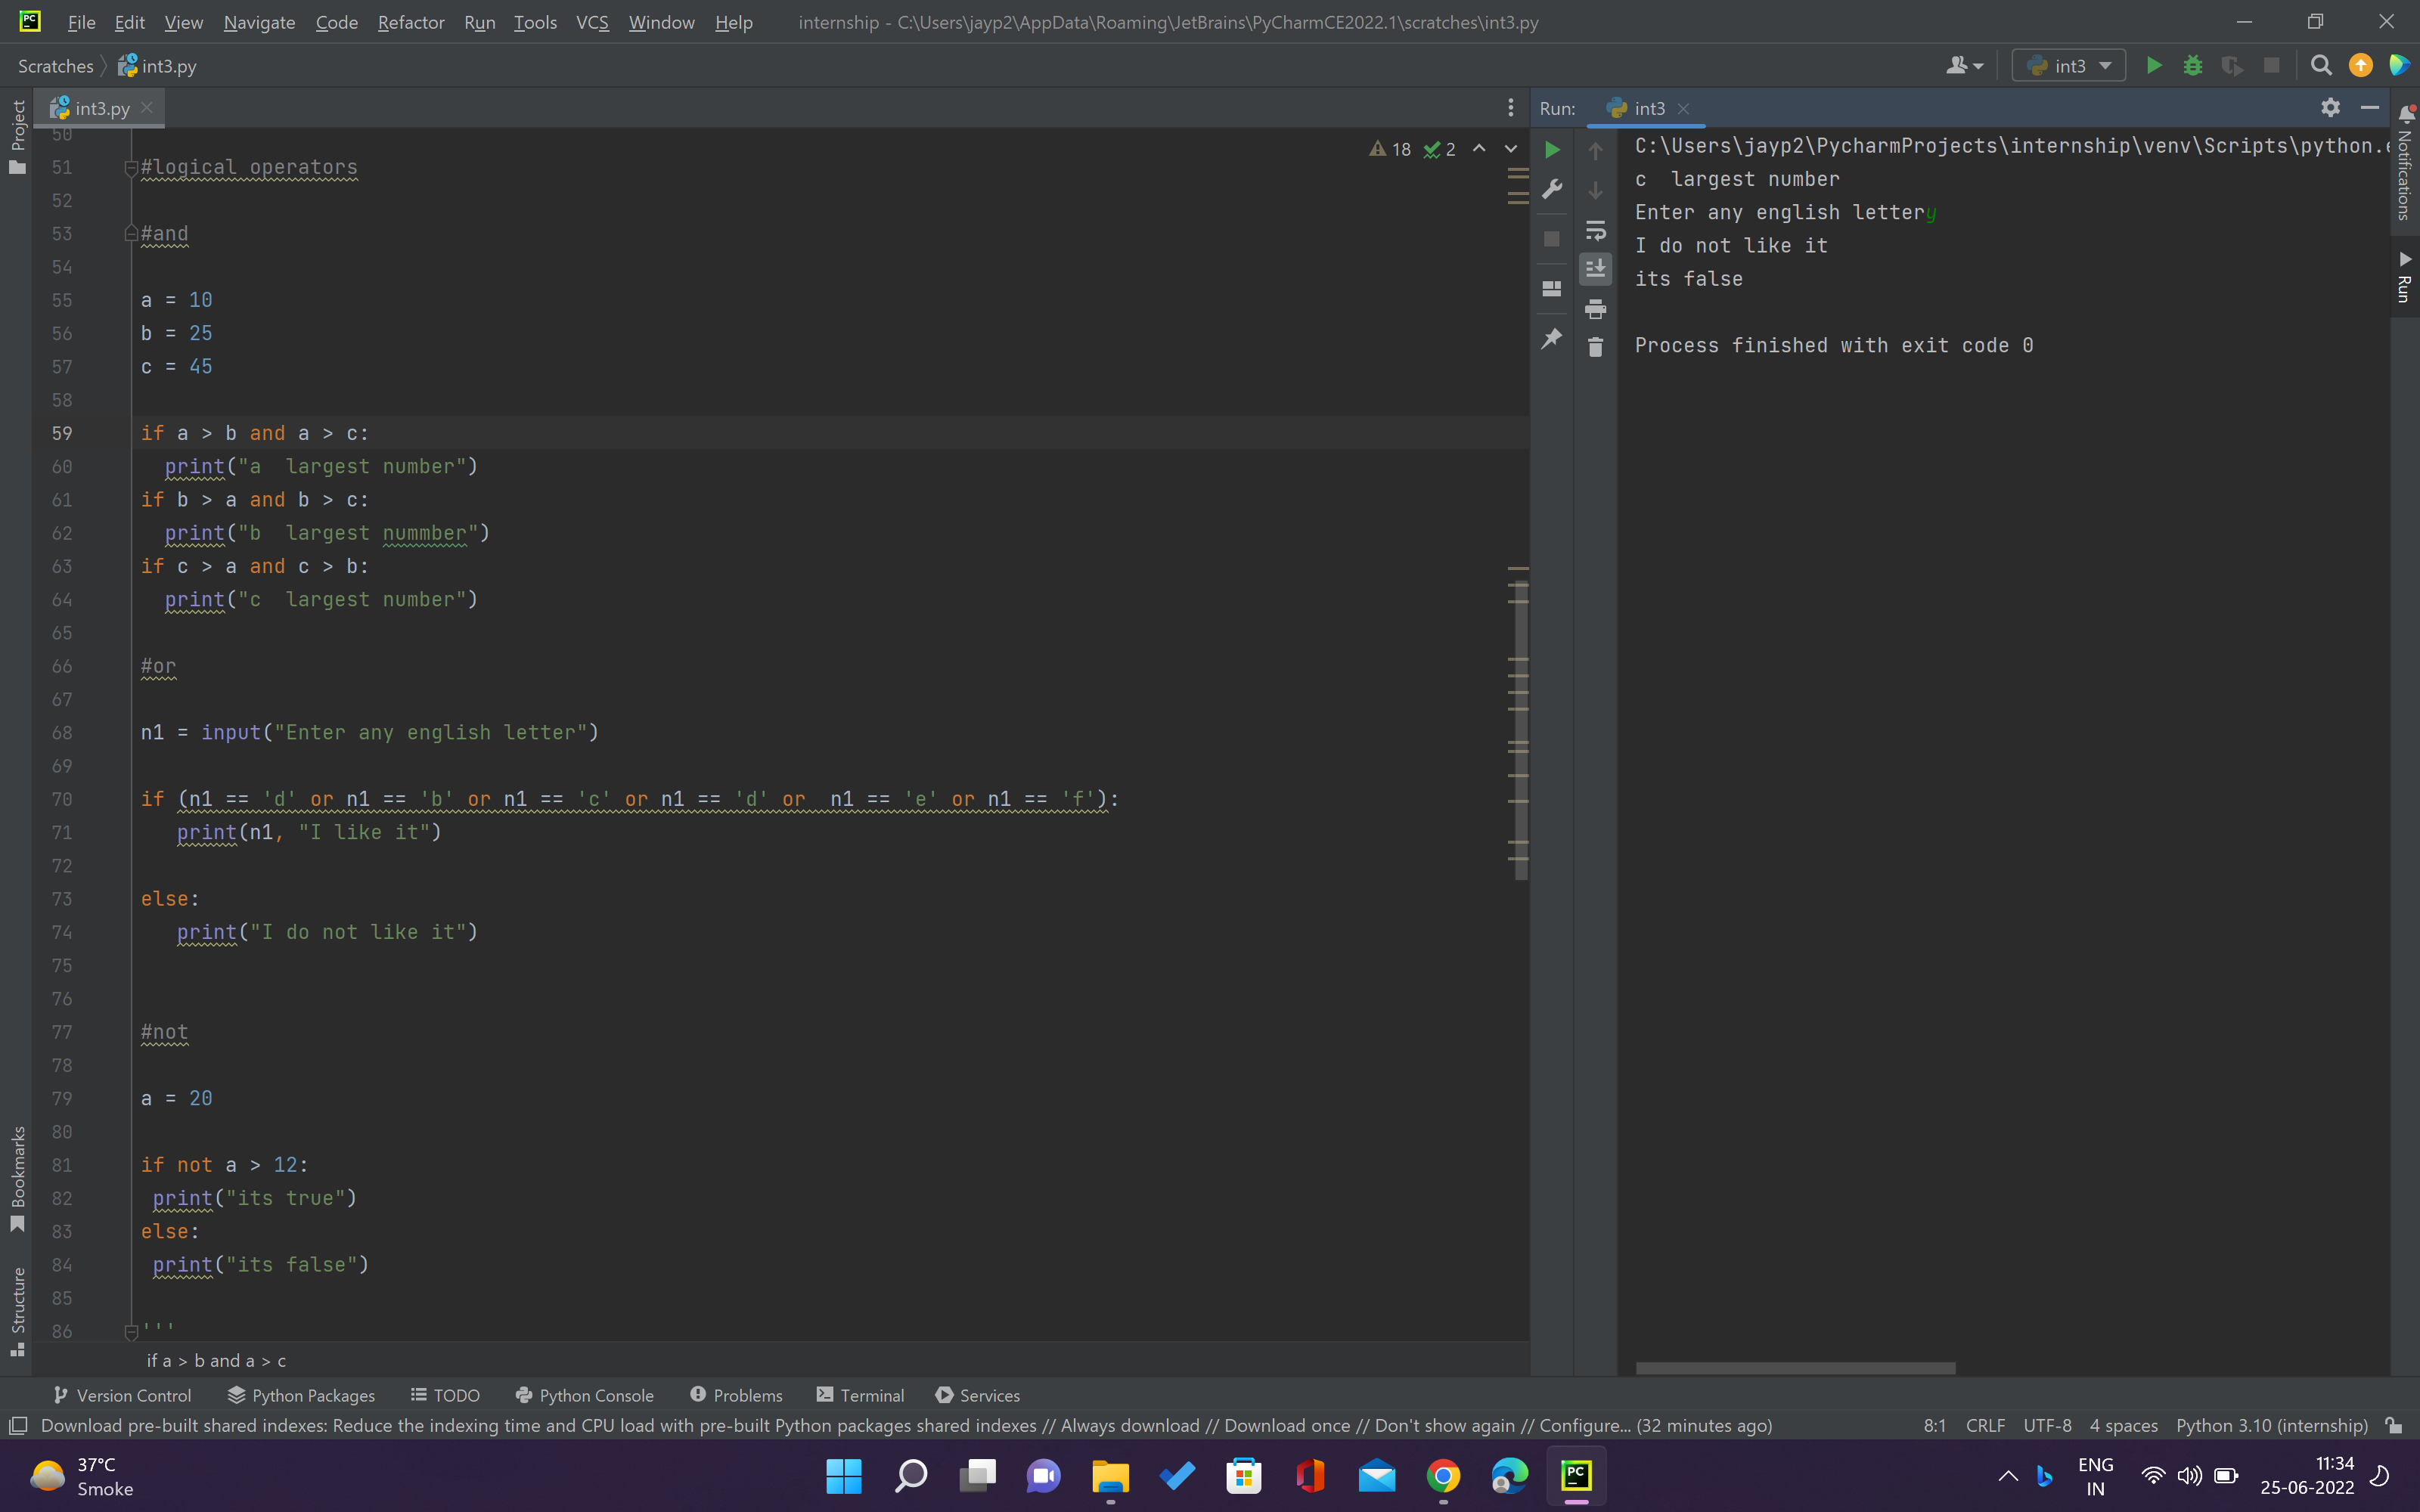 File Edit View Navigate Code Refactor Run Tools VCS Window Help internship - C:\Users\jayp2\AppData\Roaming\JetBrains\PyCharmCE2022.1\scratches\int3.py
Scratches int3.py int3
int3.py
Project
50
51 #logical operators
52
53 #and
54
55 a = 10
56 b = 25
57 c = 45
58
59 if a > b and a > c:
60 print("a  largest number")
61 if b > a and b > c:
62 print("b  largest nummber")
63 if c > a and c > b:
64 print("c  largest number")
65
66 #or
67
68 n1 = input("Enter any english letter")
69
70 if (n1 == 'd' or n1 == 'b' or n1 == 'c' or n1 == 'd' or  n1 == 'e' or n1 == 'f'):
71 print(n1, "I like it")
72
73 else:
74 print("I do not like it")
75
76
77 #not
78
79 a = 20
80
81 if not a > 12:
82 print("its true")
83 else:
84 print("its false")
85
86 '''
18 2
if a > b and a > c
Bookmarks
Structure
Run: int3
C:\Users\jayp2\PycharmProjects\internship\venv\Scripts\python.e
c  largest number
Enter any english lettery
I do not like it
its false
Process finished with exit code 0
Notifications
Run
Version Control Python Packages TODO Python Console Problems Terminal Services
Download pre-built shared indexes: Reduce the indexing time and CPU load with pre-built Python packages shared indexes // Always download // Download once // Don't show again // Configure... (32 minutes ago) 8:1 CRLF UTF-8 4 spaces Python 3.10 (internship)
37°C
Smoke
PC
ENG
IN
11:34
25-06-2022